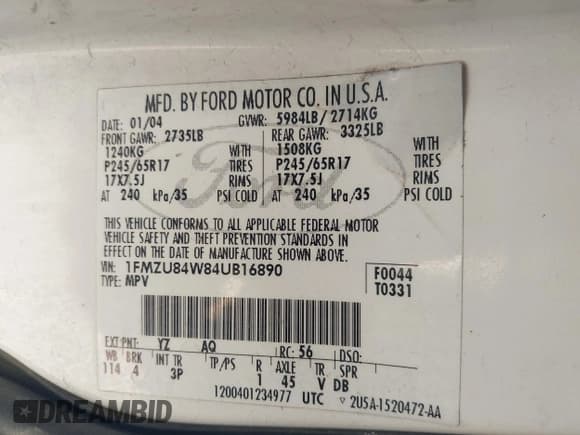 MFD. BY FORD MOTOR CO. IN U.S.A.
DATE: 01/04 GVWR: 5984LB/ 2714KG
FRONT GAWR: 2735LB REAR GAWR: 3325LB
1240KG WITH 1508KG WITH
P245/65R17 TIRES P245/65R17 TIRES
17X7.5J RIMS 17X7.5J RIMS
AT 240 kPa/35 PSI COLD AT 240 kPa/35 PSI COLD
Ford
THIS VEHICLE CONFORMS TO ALL APPLICABLE FEDERAL MOTOR
VEHICLE SAFETY AND THEFT PREVENTION STANDARDS IN
EFFECT ON THE DATE OF MANUFACTURE SHOWN ABOVE.
VIN: 1FMZU84W84UB16890 F0044
TYPE: MPV T0331
EXT PNT: YZ AQ RC: 56 DSO:
WB BRK INT TR TP/PS R AXLE TR SPR
114 4 3P 1 45 V DB
1200401234977 UTC ▽ 2U5A-1520472-AA
DREAMBID DREAMBID